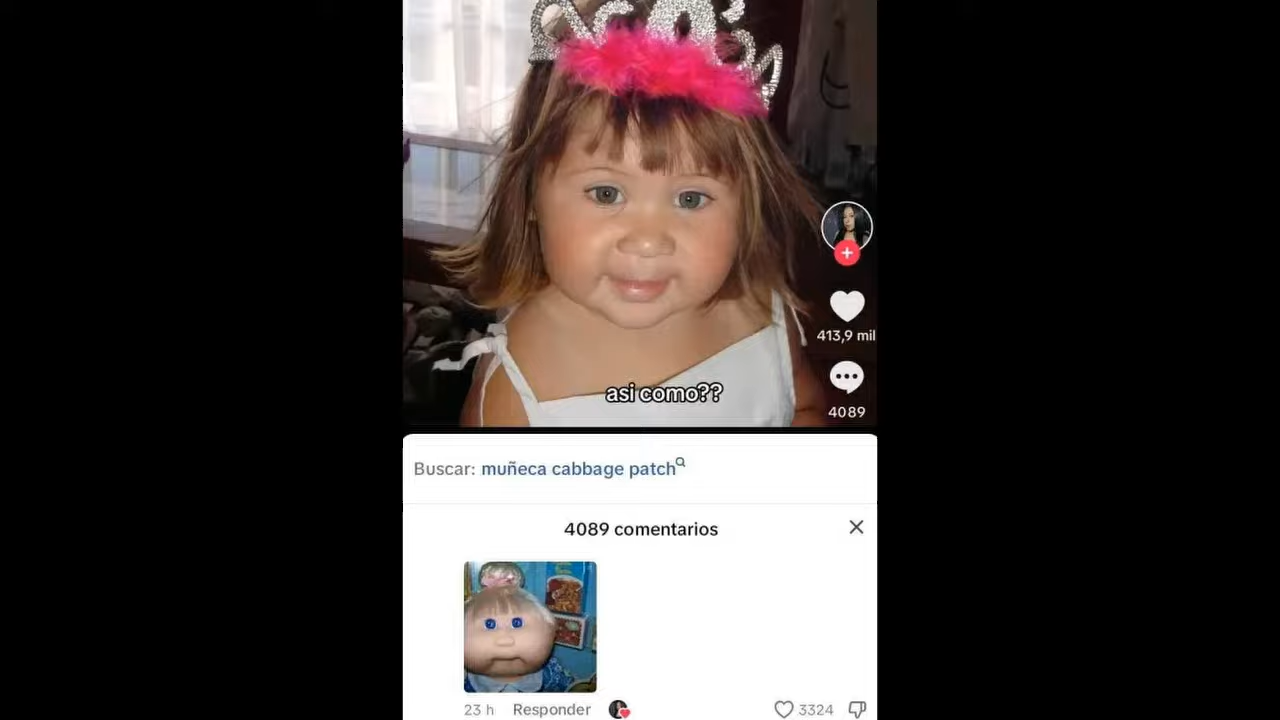 asi como??
413,9 mil
4089
Buscar: muñeca cabbage patch
4089 comentarios
23 h Responder 3324